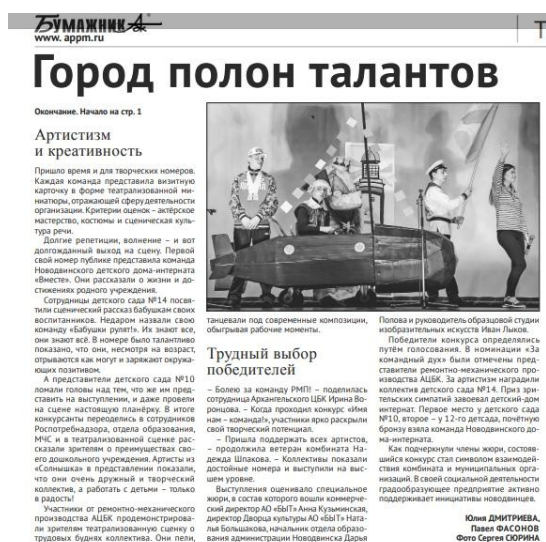 БУМАЖНИК
www. appm.ru
Т
Город полон талантов
Окончание. Начало на стр. 1
Артистизм
и креативность
Пришло время и для творческих номеров.
Каждая команда представила визитную
карточку в форме театрализованной ми-
ниатюры, отражающей сферу деятельности
организации. Критерии оценок – актёрское
мастерство, костюмы и сценическая куль-
тура речи.
Долгие репетиции, волнение – и вот
долгожданный выход на сцену. Первой
свой номер публике представила команда
Новодвинского детского дома-интерната
«Вместе». Они рассказали о жизни и до-
стижениях родного учреждения.
Сотрудницы детского сада №14 посвя-
тили сценический рассказ бабушкам своих
воспитанников. Недаром назвали свою
команду «Бабушки рулят!». Их знают все,
они знают всё. В номере было талантливо
показано, что они, несмотря на возраст,
отрываются как могут и заряжают окружа-
ющих позитивом.
А представители детского сада №10
ломали головы над тем, что же им пред-
ставить на выступлении, и даже провели
на сцене настоящую планёрку. В итоге
конкурсанты переоделись в сотрудников
Роспотребнадзора, отдела образования,
МЧС и в театрализованной сценке рас-
сказали зрителям о преимуществах сво-
его дошкольного учреждения. Артисты из
«Солнышка» в представлении показали,
что они очень дружный и творческий
коллектив, а работать с детьми – только
в радость!
Участники от ремонтно-механического
производства АЦБК продемонстрирова-
ли зрителям театрализованную сценку о
трудовых буднях коллектива. Они пели,
танцевали под современные композиции,
обыгрывая рабочие моменты.
Трудный выбор
победителей
– Болею за команду РМП! – поделилась
сотрудница Архангельского ЦБК Ирина Во-
ронцова. – Когда проходил конкурс «Имя
нам – команда!», участники ярко раскрыли
свой творческий потенциал.
– Пришла поддержать всех артистов,
– продолжила ветеран комбината На-
дежда Шпакова. – Коллективы показали
достойные номера и выступили на выс-
шем уровне.
Выступления оценивало специальное
жюри, в состав которого вошли коммерче-
ский директор АО «БЫТ» Анна Кузьминская,
директор Дворца культуры АО «БЫТ» Ната-
лья Большакова, начальник отдела образо-
вания администрации Новодвинска Дарья
Попова и руководитель образцовой студии
изобразительных искусств Иван Лыков.
Победители конкурса определялись
путём голосования. В номинации «За
командный дух» были отмечены пред-
ставители ремонтно-механического про-
изводства АЦБК. За артистизм наградили
коллектив детского сада №14. Приз зри-
тельских симпатий завоевал детский-дом
интернат. Первое место у детского сада
№10, второе – у 12-го детсада, почётную
бронзу взяла команда Новодвинского до-
ма-интерната.
Как подчеркнули члены жюри, состояв-
шийся конкурс стал символом взаимодей-
ствия комбината и муниципальных орга-
низаций. В своей социальной деятельности
градообразующее предприятие активно
поддерживает инициативы новодвинцев.
Юлия ДМИТРИЕВА,
Павел ФАСОНОВ
Фото Сергея СЮРИНА